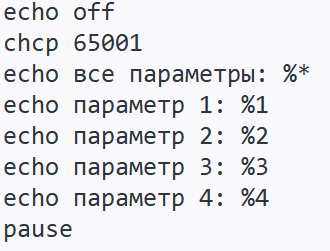 echo off
chcp 65001
echo все параметры: %*
echo параметр 1: %1
echo параметр 2: %2
echo параметр 3: %3
echo параметр 4: %4
pause